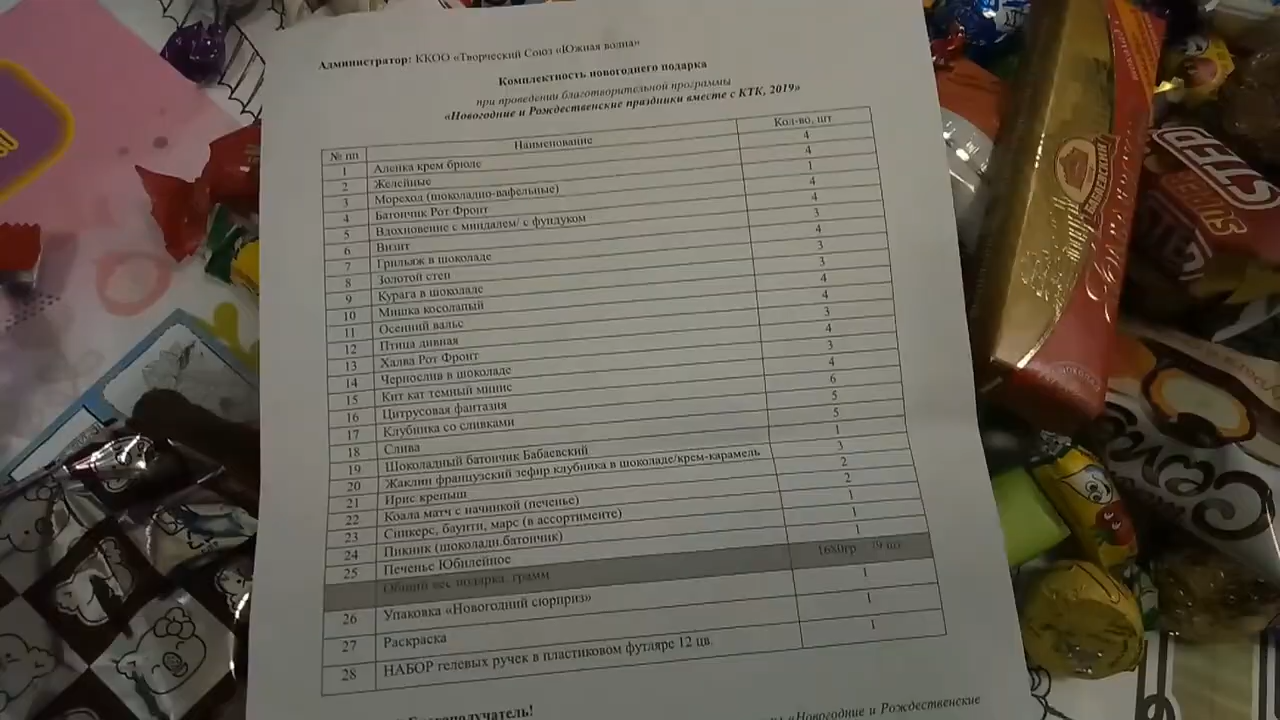 Администратор: ККОО «Творческий Союз «Южная волна»
Комплектность новогоднего подарка
при проведении благотворительной программы
«Новогодние и Рождественские праздники вместе с КТК, 2019»
№ пп Наименование Кол-во, шт
1 Аленка крем брюле 4
2 Желейные 4
3 Мореход (шоколадно-вафельные) 1
4 Батончик Рот Фронт 4
5 Вдохновение с миндалем/ с фундуком 4
6 Визит 3
7 Грильяж в шоколаде 4
8 Золотой степ 3
9 Курага в шоколаде 3
10 Мишка косолапый 4
11 Осенний вальс 4
12 Птица дивная 3
13 Халва Рот Фронт 4
14 Чернослив в шоколаде 3
15 Кит кат темный минис 4
16 Цитрусовая фантазия 6
17 Клубника со сливками 5
18 Слива 5
19 Шоколадный батончик Бабаевский 1
20 Жаклин французский зефир клубника в шоколаде/крем-карамель 3
21 Ирис крепыш 2
22 Коала матч с начинкой (печенье) 2
23 Сникерс, баунти, марс (в ассортименте) 1
24 Пикник (шоколадн.батончик) 1
25 Печенье Юбилейное 1
Общий вес подарка, грамм 1680гр 79 шт
26 Упаковка «Новогодний сюрприз» 1
27 Раскраска 1
28 НАБОР гелевых ручек в пластиковом футляре 12 цв. 1
Благополучатель!
«Новогодние и Рождественские
БАБАЕВСКИЙ
STEP